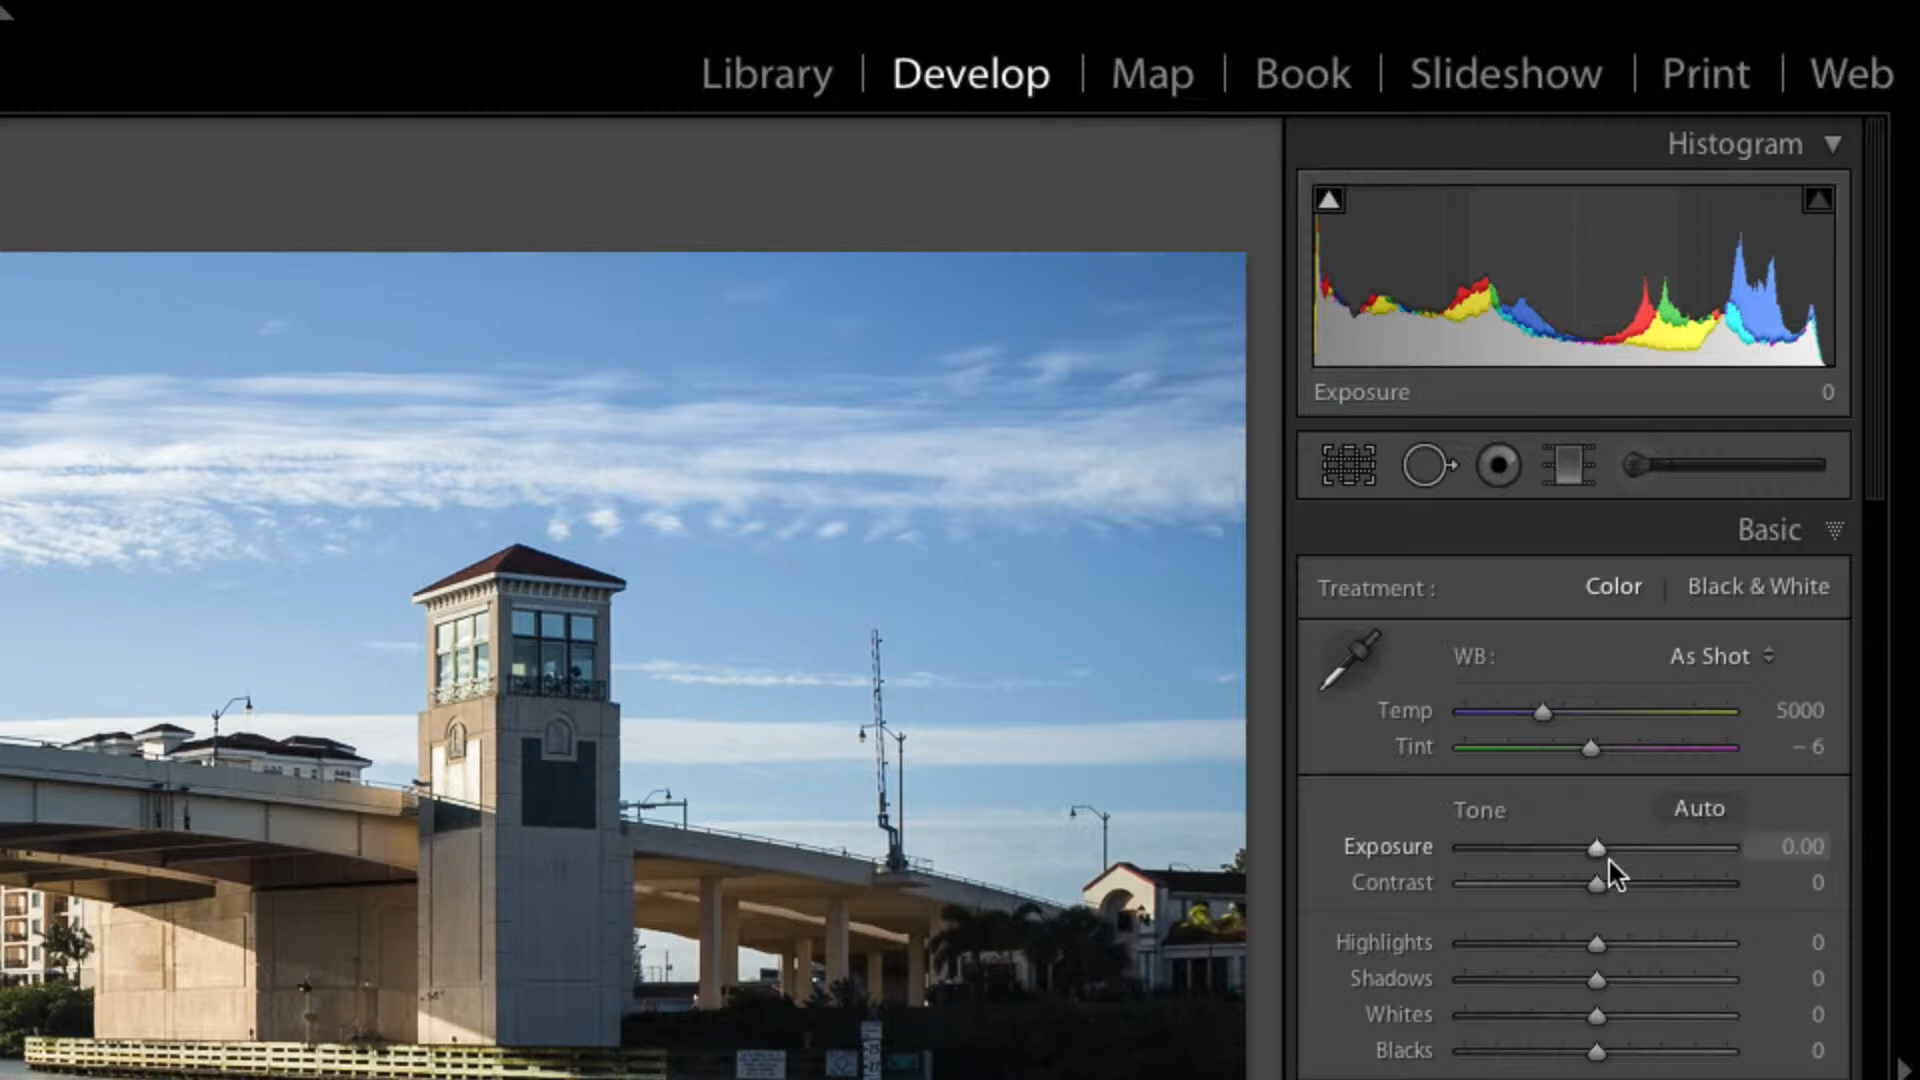 Library | Develop | Map | Book | Slideshow | Print | Web
Histogram
Exposure 0
Basic
Treatment : Color | Black & White
WB: As Shot
Temp 5000
Tint – 6
Tone Auto
Exposure 0.00
Contrast 0
Highlights 0
Shadows 0
Whites 0
Blacks 0